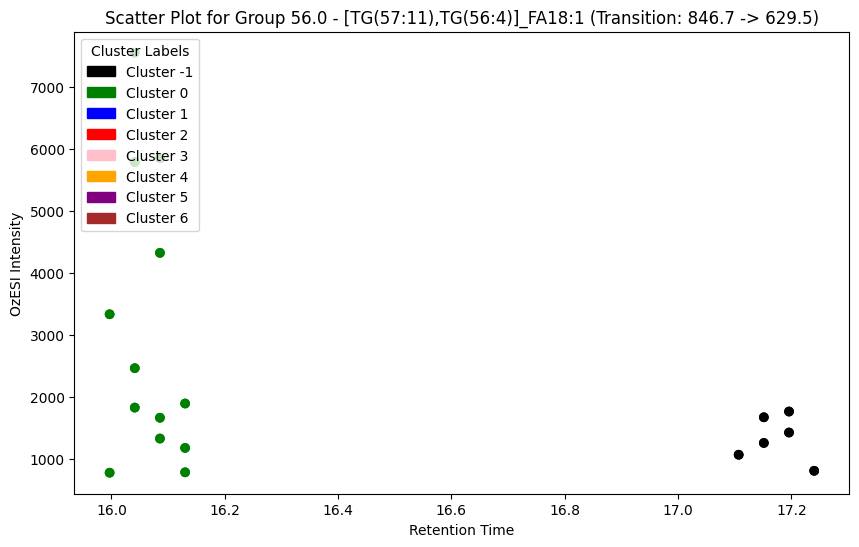 Scatter Plot for Group 56.0 - [TG(57:11),TG(56:4)]_FA18:1 (Transition: 846.7 -> 629.5)
Cluster Labels
Cluster -1
Cluster 0
Cluster 1
Cluster 2
Cluster 3
Cluster 4
Cluster 5
Cluster 6
OzESI Intensity
7000
6000
5000
4000
3000
2000
1000
16.0 16.2 16.4 16.6 16.8 17.0 17.2
Retention Time